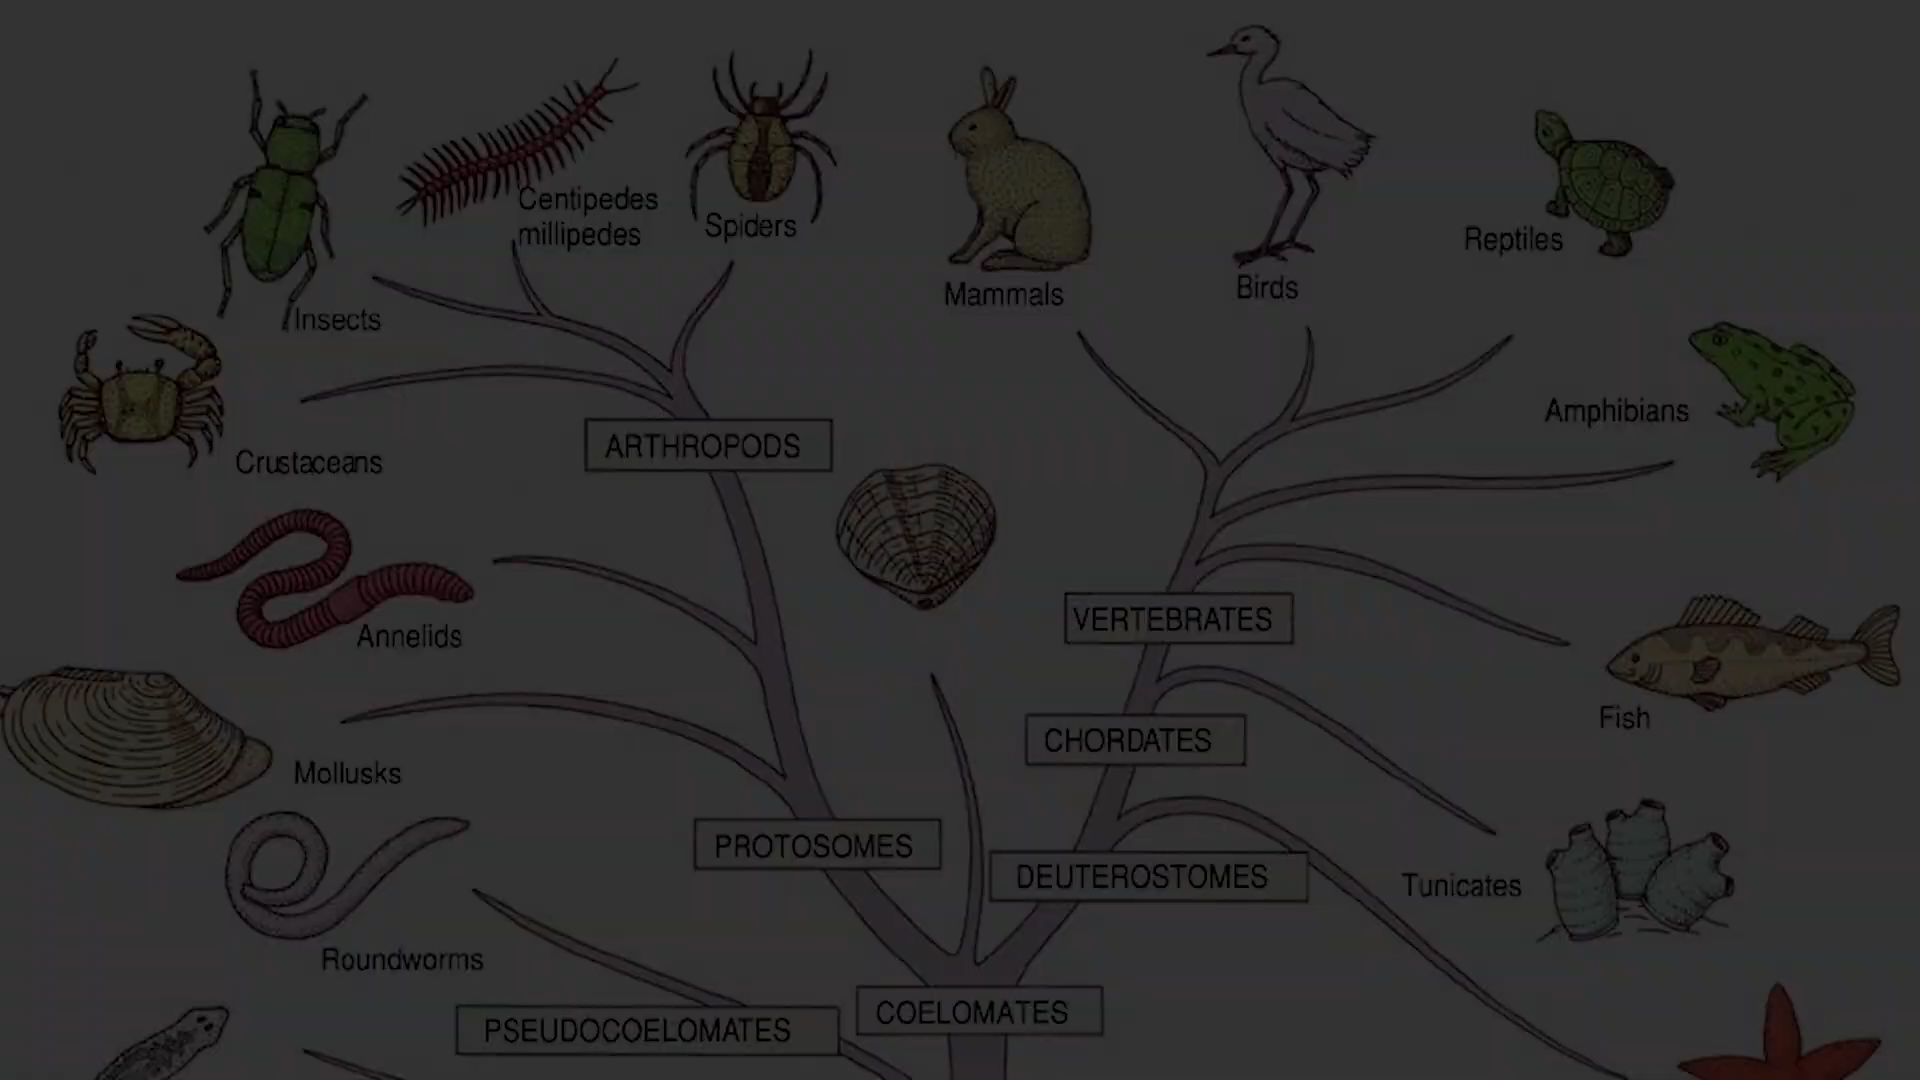 Centipedes
millipedes
Spiders
Reptiles
Mammals
Birds
Insects
Amphibians
ARTHROPODS
Crustaceans
VERTEBRATES
Annelids
Fish
CHORDATES
Mollusks
PROTOSOMES
DEUTEROSTOMES
Tunicates
Roundworms
COELOMATES
PSEUDOCOELOMATES